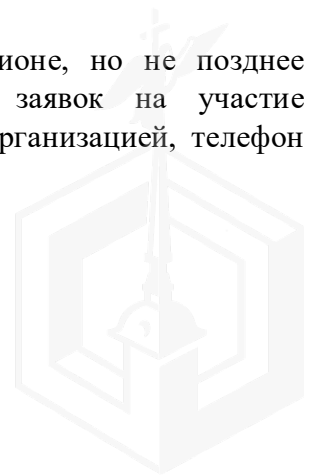 ионе, но не позднее
заявок на участие
рганизацией, телефон